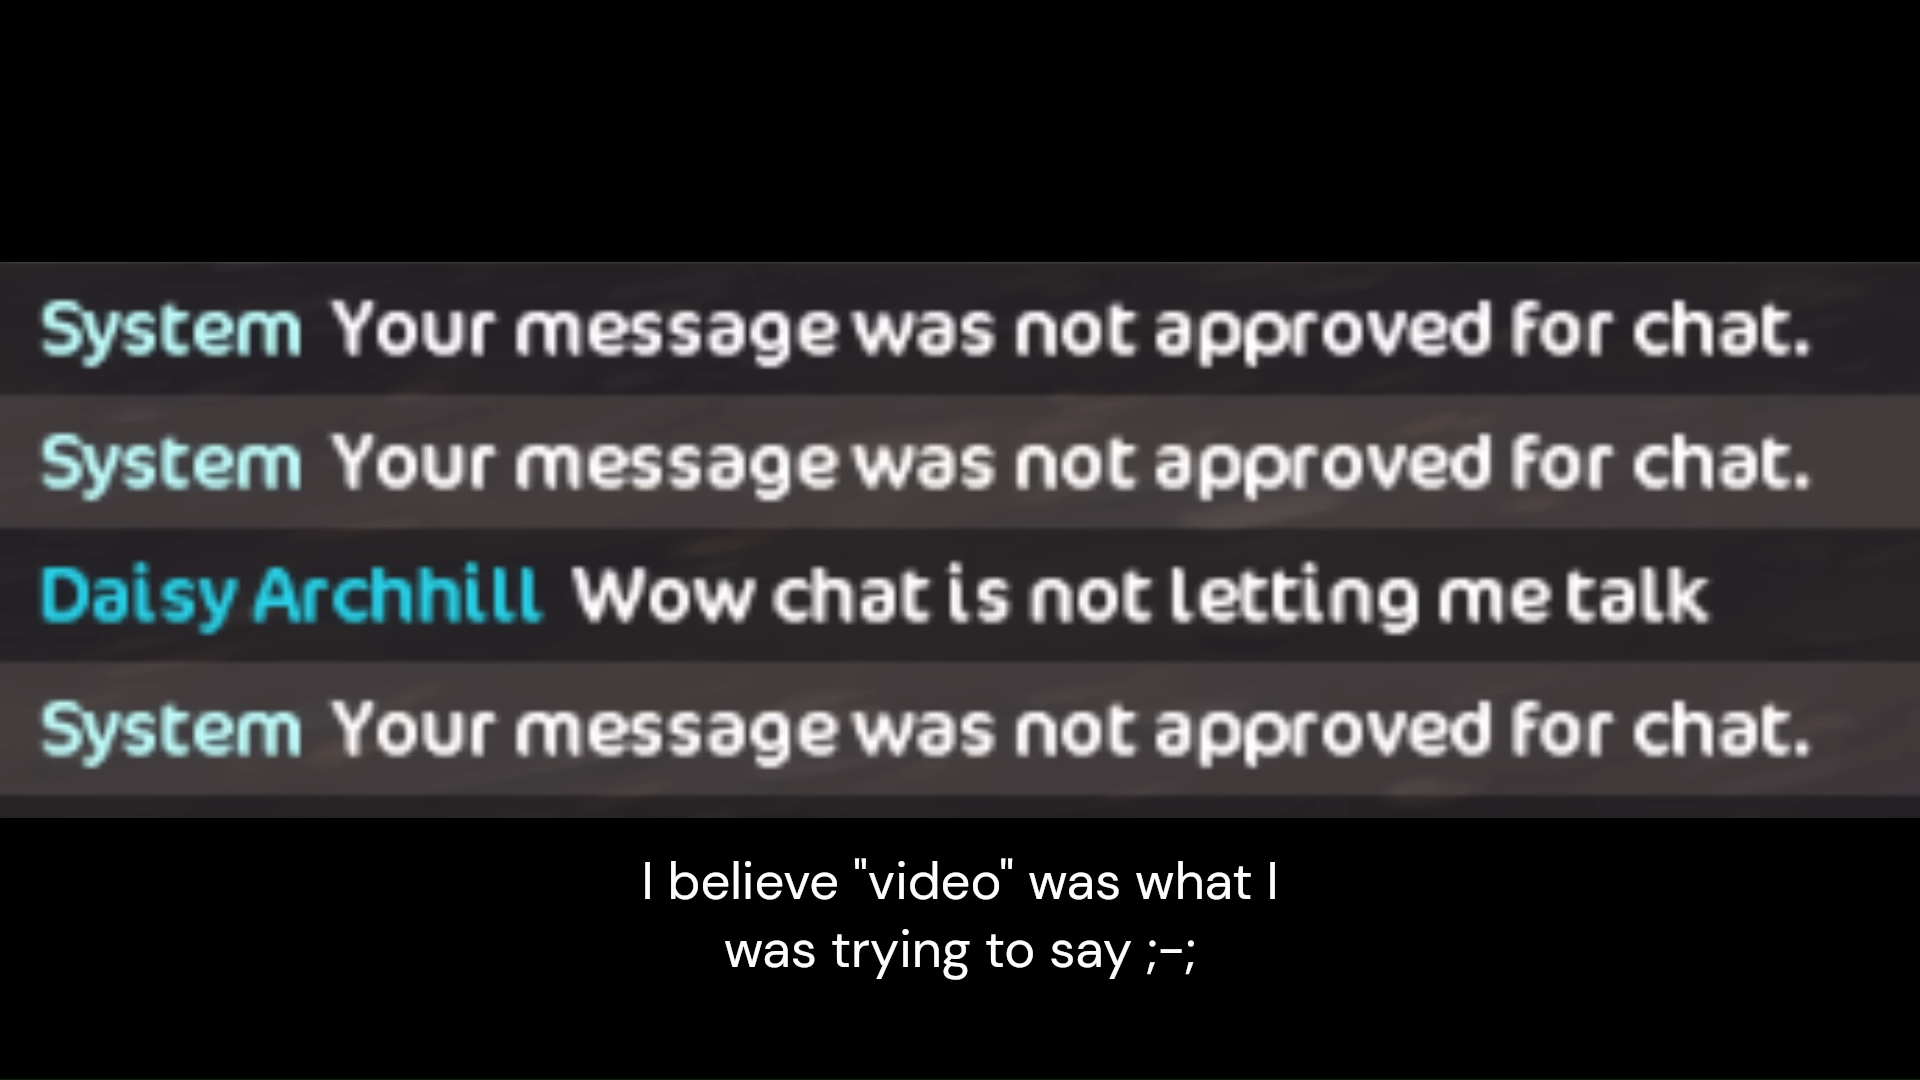 System Your message was not approved for chat.
System Your message was not approved for chat.
Daisy Archhill Wow chat is not letting me talk
System Your message was not approved for chat.
I believe "video" was what I
was trying to say ;-;